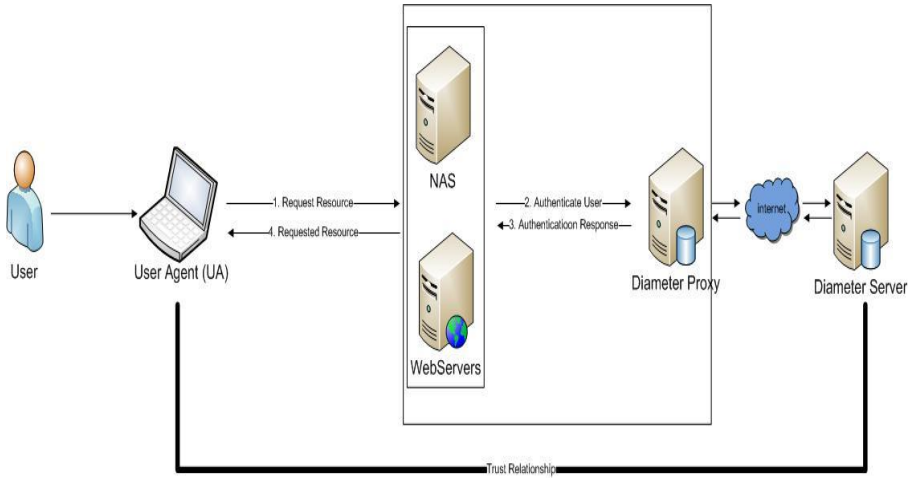 NAS
1. Request Resource
2. Authenticate User
internet
4. Requested Resource
3. Authenticatioon Response
User
User Agent (UA)
Diameter Proxy
Diameter Server
WebServers
Trust Relationship